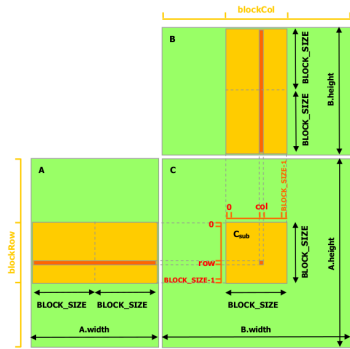 blockCol
B
BLOCK_SIZE
BLOCK_SIZE
B.height
A
C
BLOCK_SIZE-1
0 col
blockRow
0
Csub
row
BLOCK_SIZE-1
BLOCK_SIZE
A.height
BLOCK_SIZE BLOCK_SIZE
BLOCK_SIZE
A.width
B.width